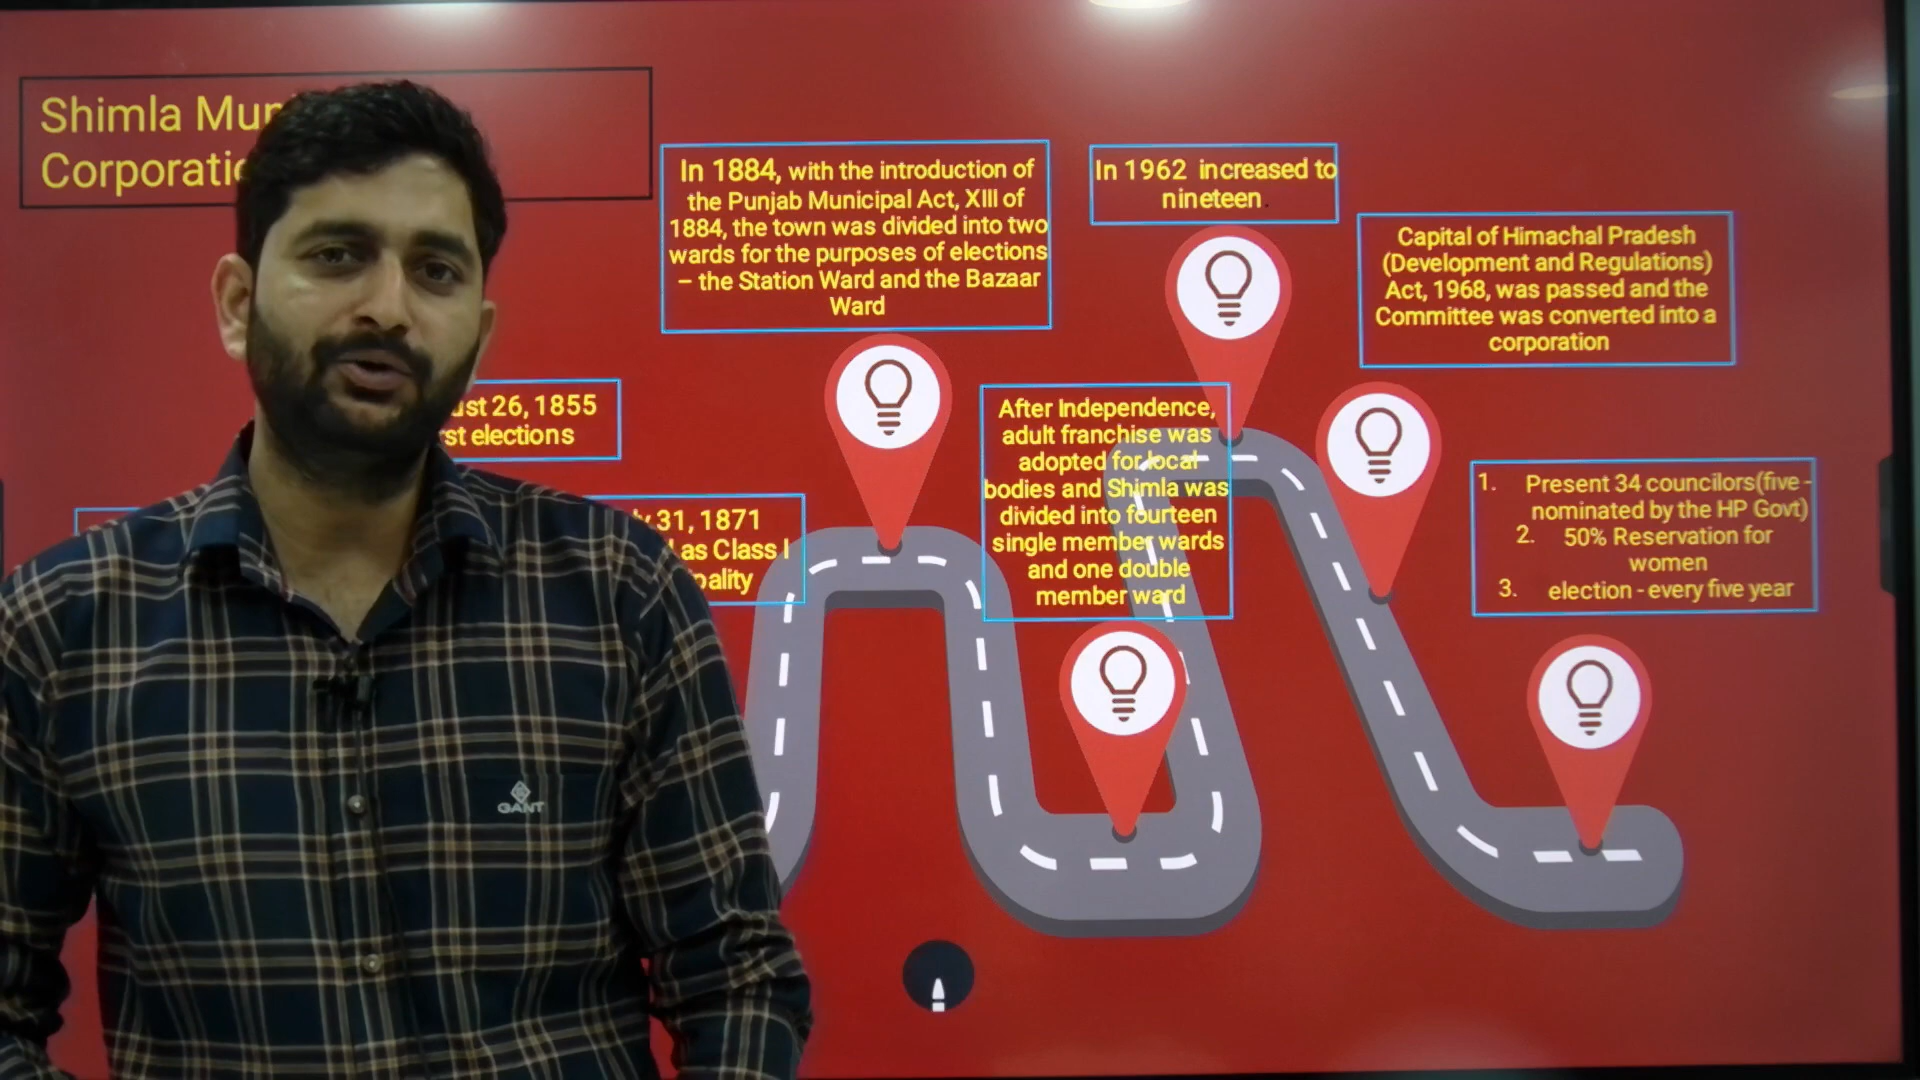 Shimla
26, 1855
elections
31, 1871
as Class I
In 1884, with the introduction of
the Punjab Municipal Act, XIII of
1884, the town was divided into two
wards for the purposes of elections
– the Station Ward and the Bazaar
Ward
After Independence,
adult franchise was
adopted for local
bodies and Shimla was
divided into fourteen
single member wards
and one double
member ward
In 1962 increased to
nineteen.
Capital of Himachal Pradesh
(Development and Regulations)
Act, 1968, was passed and the
Committee was converted into a
corporation
1. Present 34 councilors(five -
nominated by the HP Govt)
2. 50% Reservation for
women
3. election - every five year
GANT